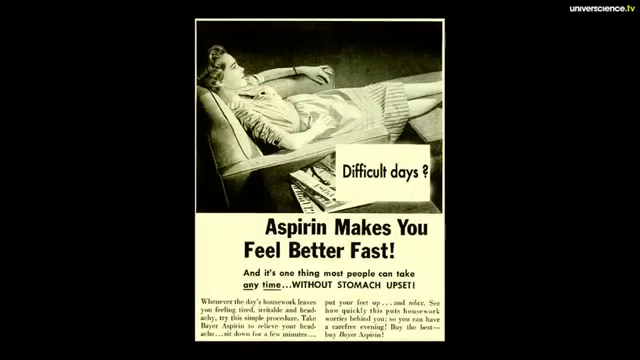 universcience.tv
Difficult days ?
Aspirin Makes You
Feel Better Fast!
And it's one thing most people can take
any time...WITHOUT STOMACH UPSET!
Whenever the day's housework leaves
you feeling tired, irritable and head-
achy, try this simple procedure. Take
Bayer Aspirin to relieve your head-
ache...sit down for a few minutes...
put your feet up...and relax. See
how quickly this puts housework
worries behind you; so you can have
a carefree evening! Buy the best—
buy Bayer Aspirin!